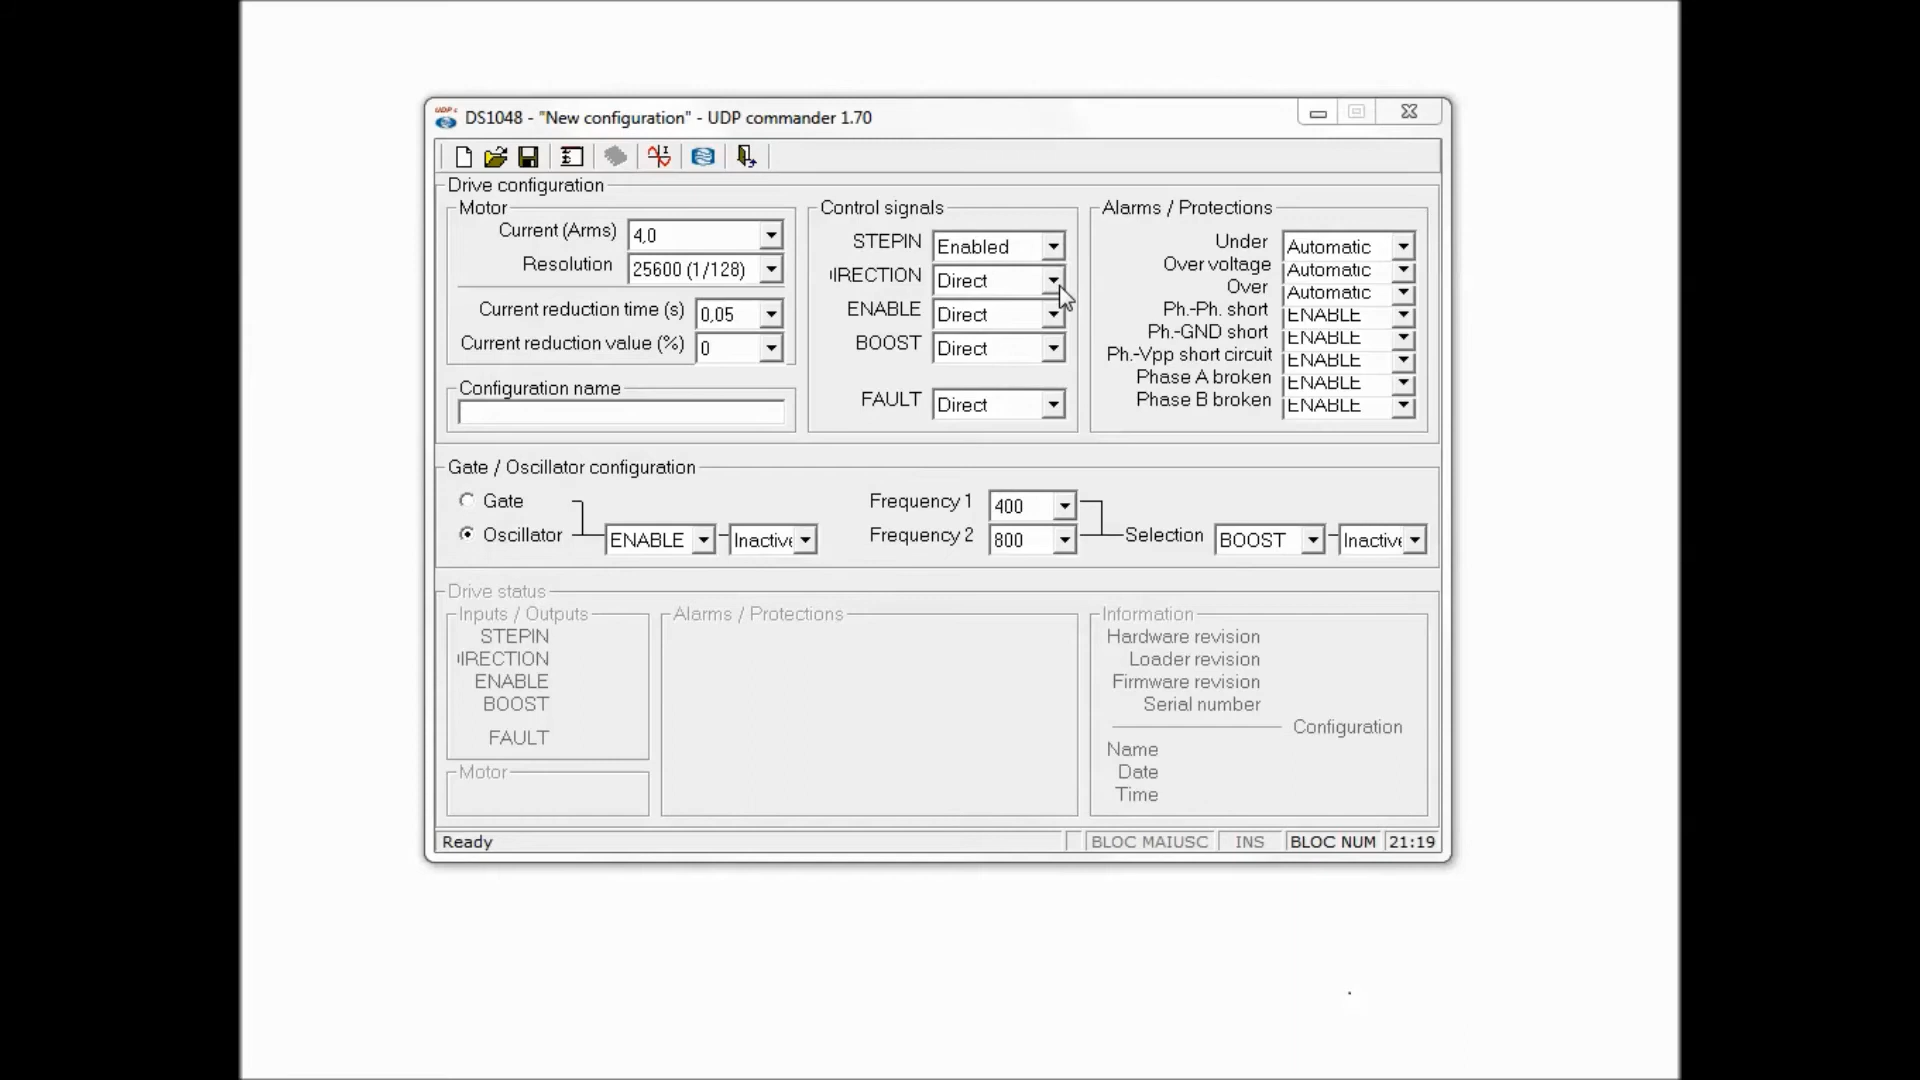 DS1048 - "New configuration" - UDP commander 1.70
Drive configuration
Motor
Current (Arms) 4,0
Resolution 25600 (1/128)
Current reduction time (s) 0,05
Current reduction value (%) 0
Configuration name
Control signals
STEPIN Enabled
IRECTION Direct
ENABLE Direct
BOOST Direct
FAULT Direct
Alarms / Protections
Under Automatic
Over voltage Automatic
Over Automatic
Ph.-Ph. short ENABLE
Ph.-GND short ENABLE
Ph.-Vpp short circuit ENABLE
Phase A broken ENABLE
Phase B broken ENABLE
Gate / Oscillator configuration
Gate
Oscillator ENABLE Inactive
Frequency 1 400
Frequency 2 800
Selection BOOST Inactive
Drive status
Inputs / Outputs
STEPIN
IRECTION
ENABLE
BOOST
FAULT
Motor
Alarms / Protections
Information
Hardware revision
Loader revision
Firmware revision
Serial number
Configuration
Name
Date
Time
Ready BLOC MAIUSC INS BLOC NUM 21:19